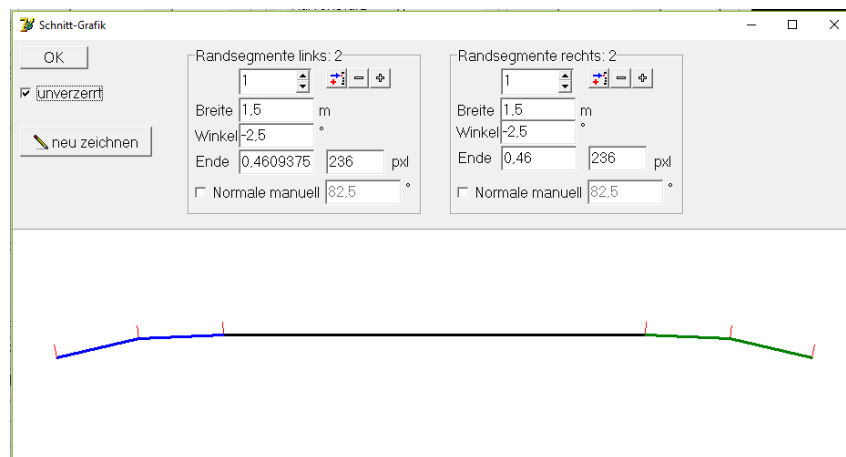 Schnitt-Grafik
OK
unverzerrt
neu zeichnen
Randsegmente links: 2
1
Breite 1,5 m
Winkel -2,5 °
Ende 0,4609375 236 pxl
Normale manuell 82,5 °
Randsegmente rechts: 2
1
Breite 1,5 m
Winkel -2,5 °
Ende 0,46 236 pxl
Normale manuell 82,5 °